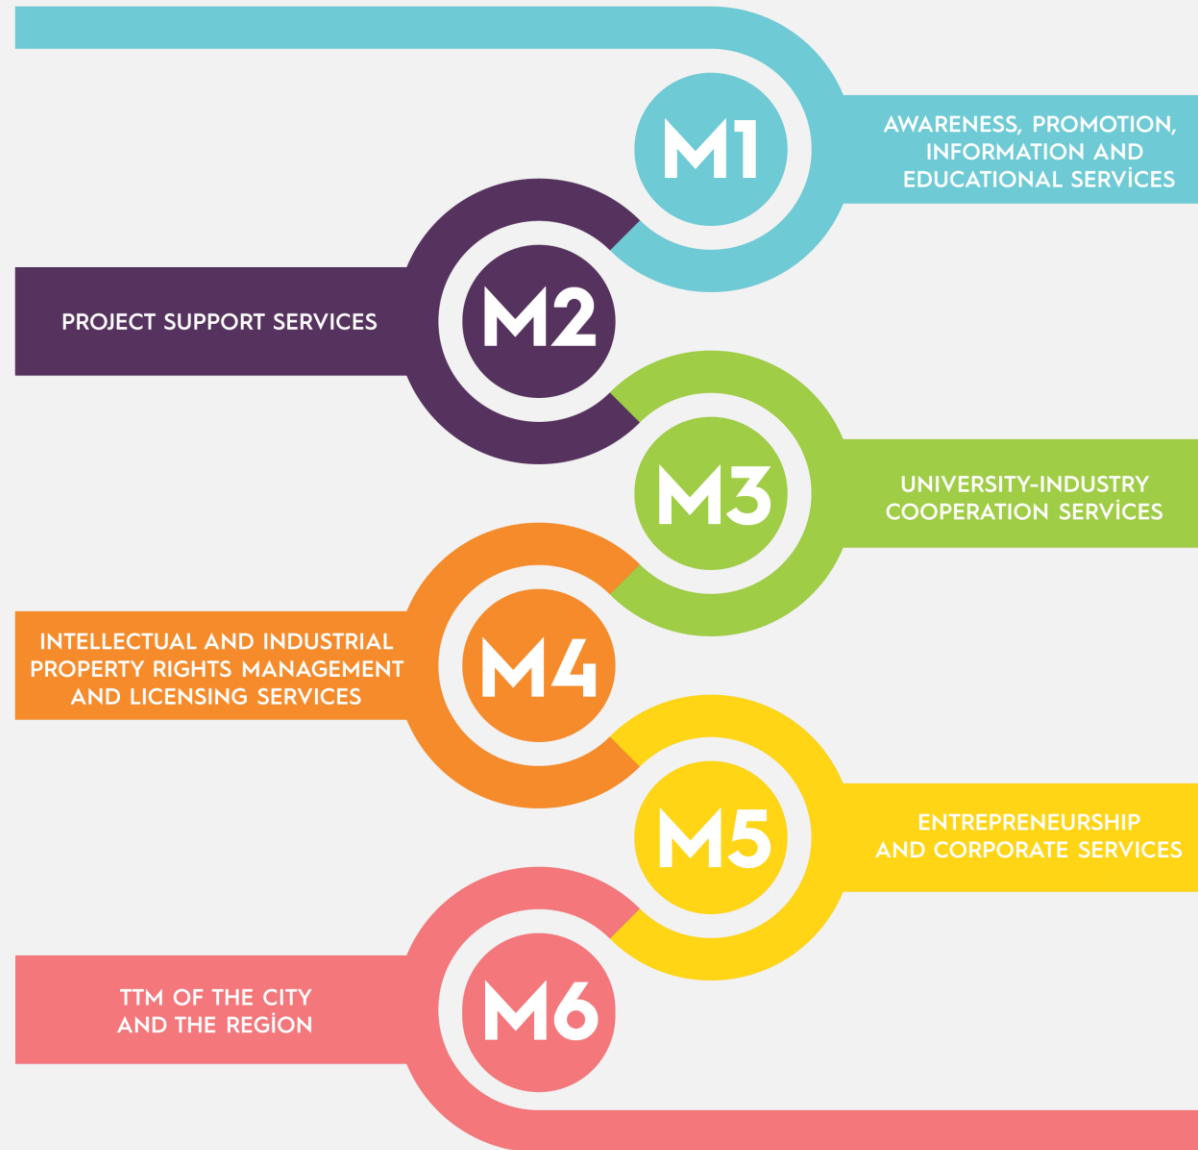 M1
AWARENESS, PROMOTION,
INFORMATION AND
EDUCATIONAL SERVİCES
M2
PROJECT SUPPORT SERVICES
M3
UNIVERSITY-INDUSTRY
COOPERATION SERVİCES
M4
INTELLECTUAL AND INDUSTRIAL
PROPERTY RIGHTS MANAGEMENT
AND LICENSING SERVICES
M5
ENTREPRENEURSHIP
AND CORPORATE SERVICES
M6
TTM OF THE CITY
AND THE REGİON